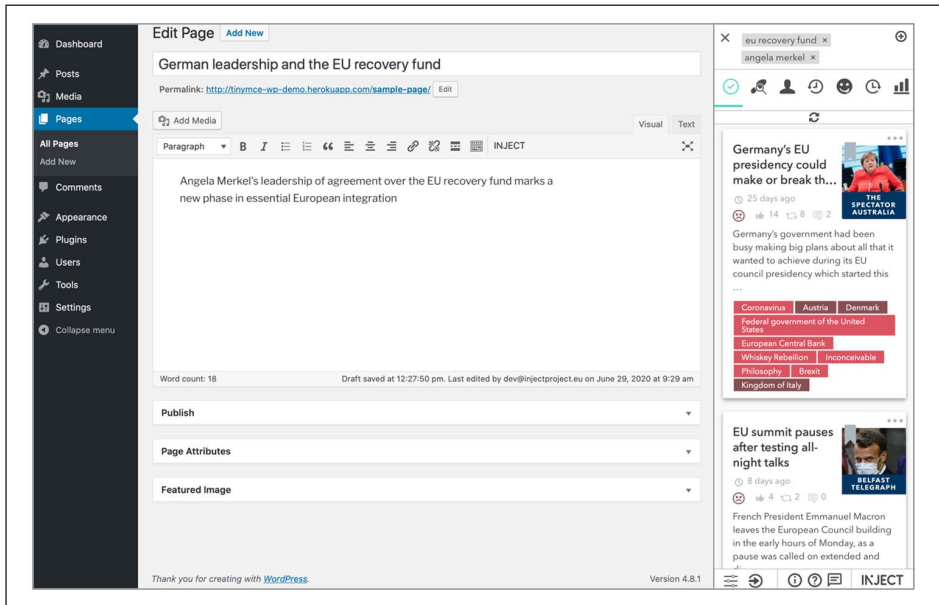 Dashboard
Posts
Media
Pages
All Pages
Add New
Comments
Appearance
Plugins
Users
Tools
Settings
Collapse menu
Edit Page Add New
German leadership and the EU recovery fund
Permalink: http://tinymce-wp-demo.herokuapp.com/sample-page/ Edit
Add Media
Visual Text
Paragraph B I INJECT
Angela Merkel's leadership of agreement over the EU recovery fund marks a
new phase in essential European integration
Word count: 18 Draft saved at 12:27:50 pm. Last edited by dev@injectproject.eu on June 29, 2020 at 9:29 am
Publish
Page Attributes
Featured Image
Thank you for creating with WordPress. Version 4.8.1
eu recovery fund ×
angela merkel ×
Germany's EU
presidency could
make or break th...
THE
SPECTATOR
AUSTRALIA
25 days ago
14 8 2
Germany's government had been
busy making big plans about all that it
wanted to achieve during its EU
council presidency which started this
...
Coronavirus Austria Denmark
Federal government of the United
States
European Central Bank
Whiskey Rebellion Inconceivable
Philosophy Brexit
Kingdom of Italy
EU summit pauses
after testing all-
night talks
BELFAST
TELEGRAPH
8 days ago
4 2 0
French President Emmanuel Macron
leaves the European Council building
in the early hours of Monday, as a
pause was called on extended and
INJECT